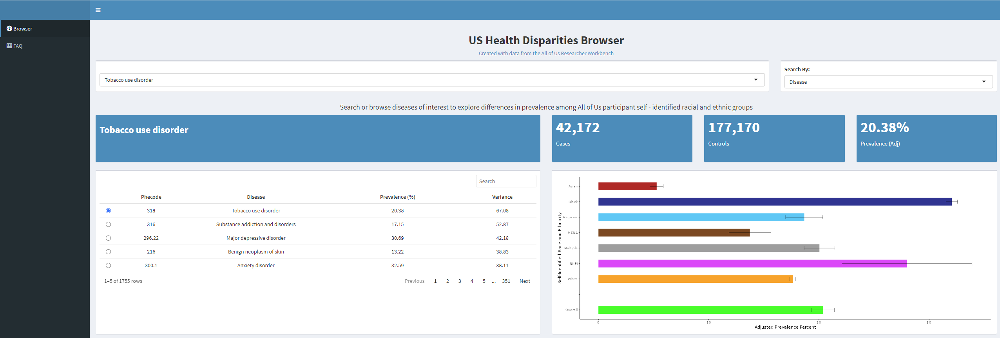 Browser
FAQ
US Health Disparities Browser
Created with data from the All of Us Researcher Workbench
Tobacco use disorder
Search By:
Disease
Search or browse diseases of interest to explore differences in prevalence among All of Us participant self - identified racial and ethnic groups
Tobacco use disorder
42,172
Cases
177,170
Controls
20.38%
Prevalence (Adj)
Search
Phecode Disease Prevalence (%) Variance
318 Tobacco use disorder 20.38 67.08
316 Substance addiction and disorders 17.15 52.87
296.22 Major depressive disorder 30.69 42.18
216 Benign neoplasm of skin 13.22 38.83
300.1 Anxiety disorder 32.59 38.11
1–5 of 1755 rows Previous 1 2 3 4 5 ... 351 Next
Self-Identified Race and Ethnicity
Asian
Black
Hispanic
MENA
Multiple
NHPI
White
Overall
0 10 20 30
Adjusted Prevalence Percent